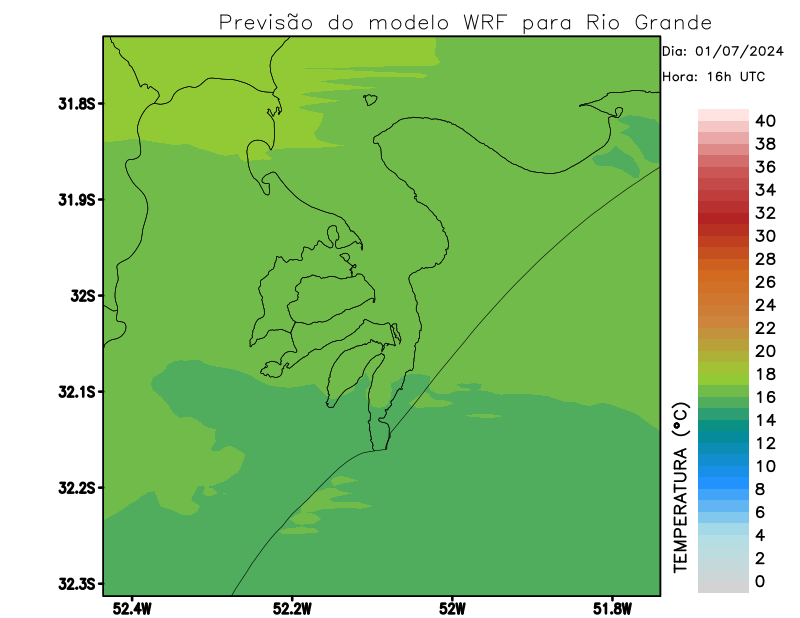 Previsão do modelo WRF para Rio Grande
Dia: 01/07/2024
Hora: 16h UTC
31.8S
31.9S
32S
32.1S
32.2S
32.3S
52.4W
52.2W
52W
51.8W
40
38
36
34
32
30
28
26
24
22
20
18
16
14
12
10
8
6
4
2
0
TEMPERATURA (°C)